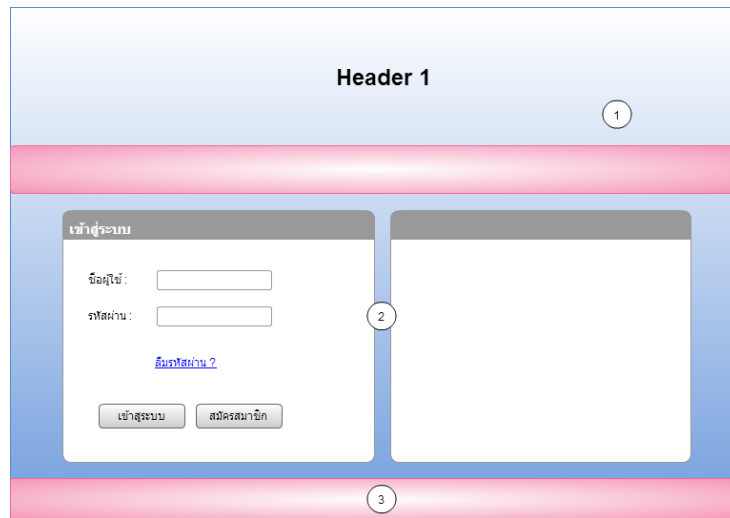 Header 1
1
เข้าสู่ระบบ
ชื่อผู้ใช้ :
รหัสผ่าน :
2
ลืมรหัสผ่าน ?
เข้าสุระบบ
สมัครสมาชิก
3